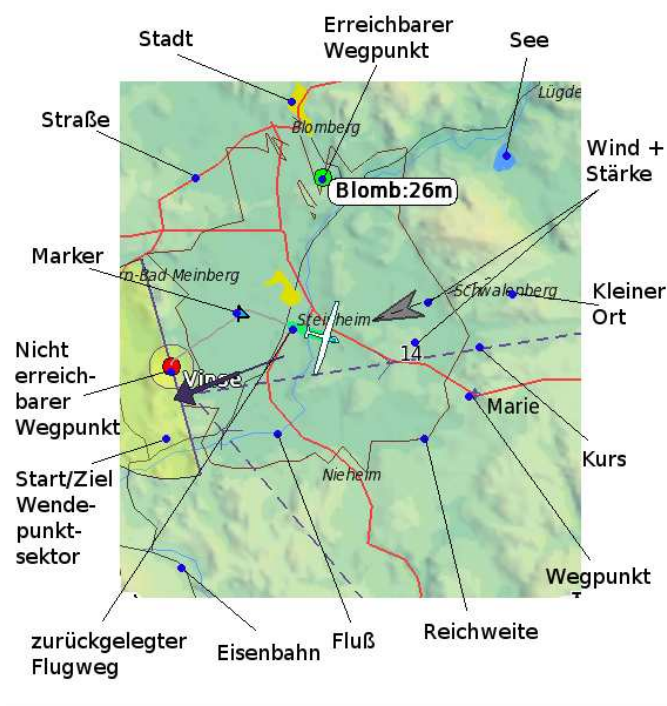 Stadt
Erreichbarer
Wegpunkt
See
Lügde
Straße
Blomberg
Wind +
Stärke
Blomb:26m
Marker
n-Bad Meinberg
Schwalenberg
Kleiner
Ort
Steinheim
14
Nicht
erreich-
barer
Wegpunkt
Vinse
Marie
Kurs
Start/Ziel
Wende-
punkt-
sektor
Nieheim
Wegpunkt
zurückgelegter
Flugweg
Eisenbahn
Fluß
Reichweite